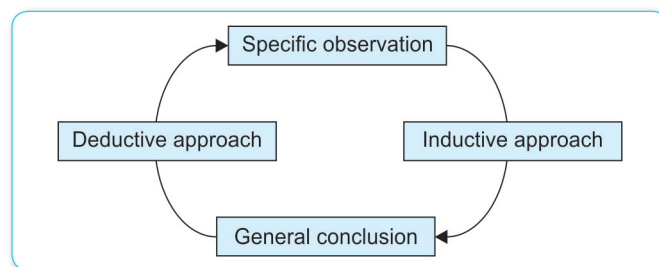 Specific observation
Deductive approach
Inductive approach
General conclusion